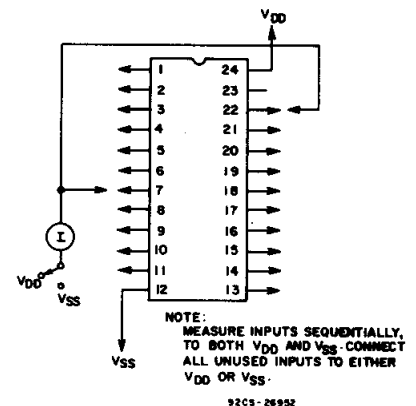 VDD
1 24
2 23
3 22
4 21
5 20
6 19
7 18
8 17
9 16
10 15
11 14
12 13
I
VDD
VSS
VSS
NOTE:
MEASURE INPUTS SEQUENTIALLY,
TO BOTH VDD AND VSS. CONNECT
ALL UNUSED INPUTS TO EITHER
VDD OR VSS.
92CS-26952